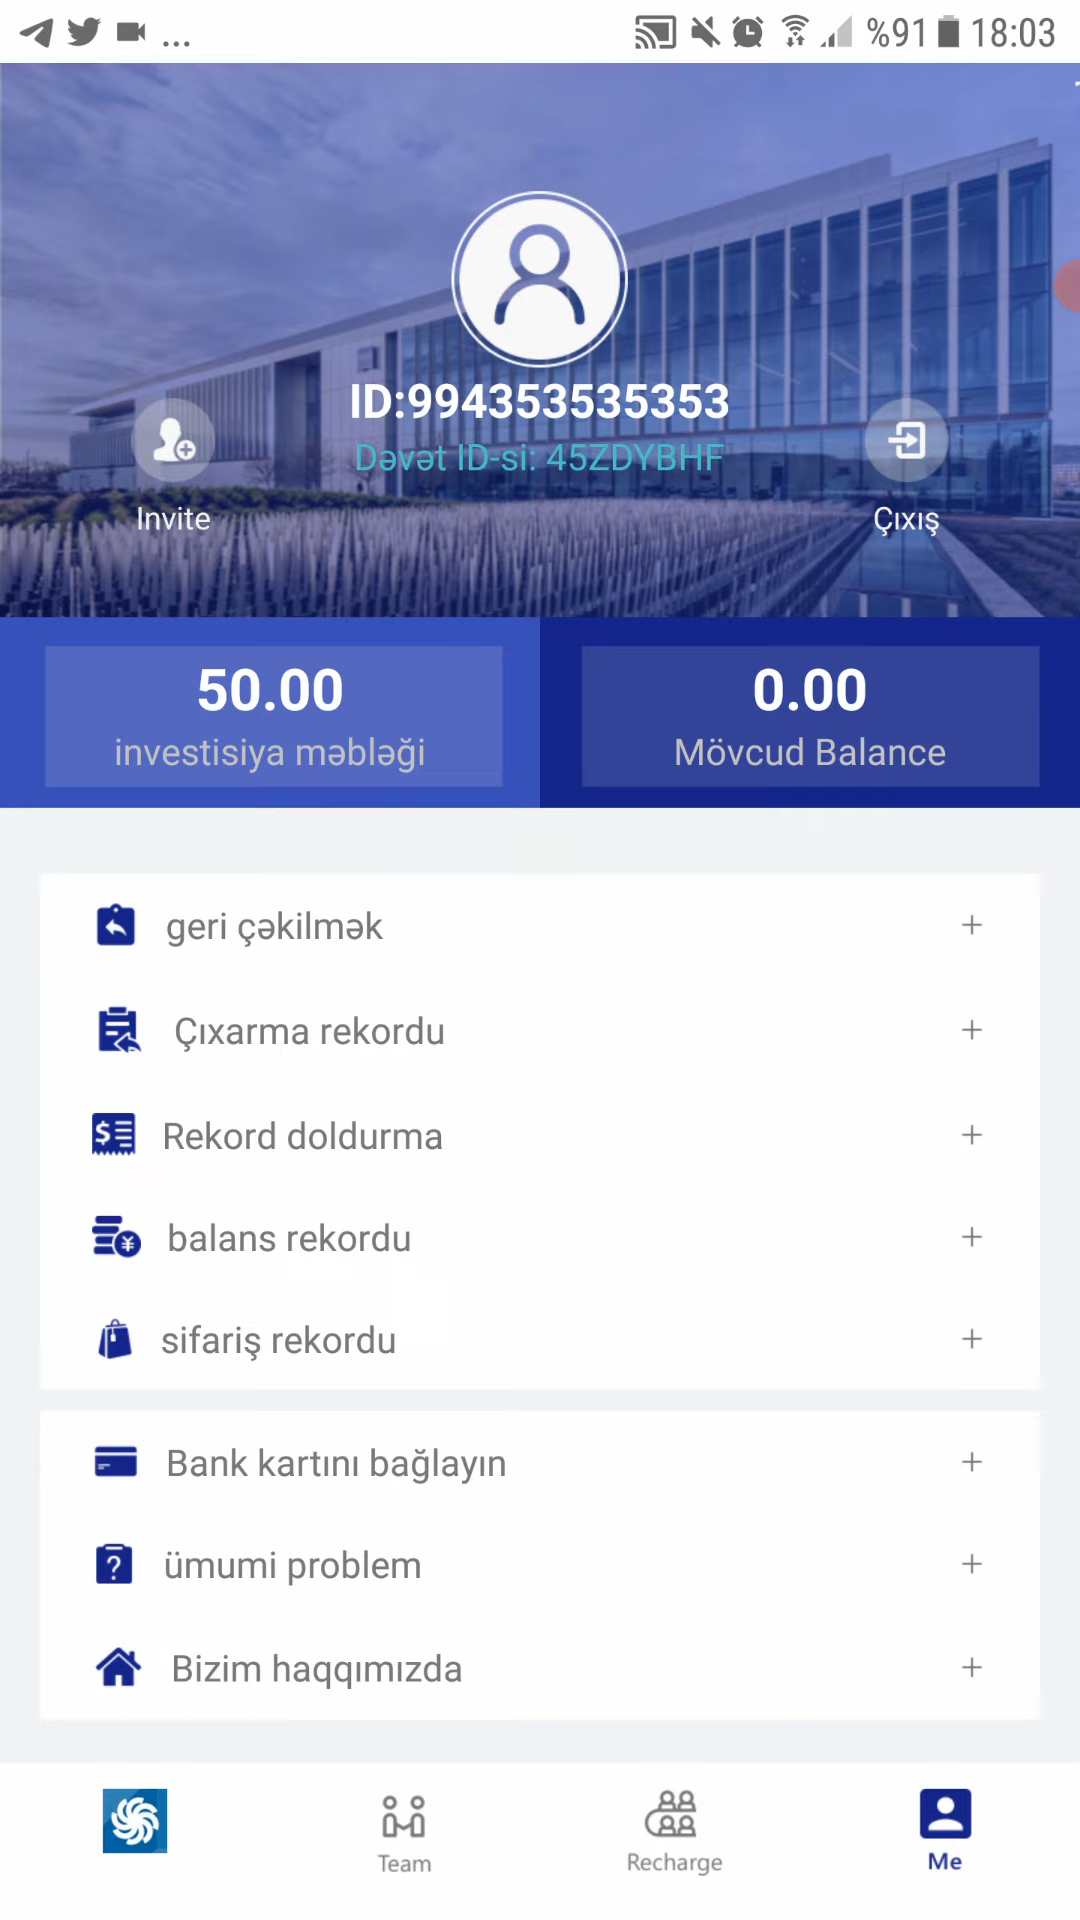 ... %91 18:03
ID:994353535353
Dəvət ID-si: 45ZDYBHF
Invite
Çıxış
50.00
investisiya məbləği
0.00
Mövcud Balance
geri çəkilmək +
Çıxarma rekordu +
Rekord doldurma +
balans rekordu +
sifariş rekordu +
Bank kartını bağlayın +
ümumi problem +
Bizim haqqımızda +
Team
Recharge
Me